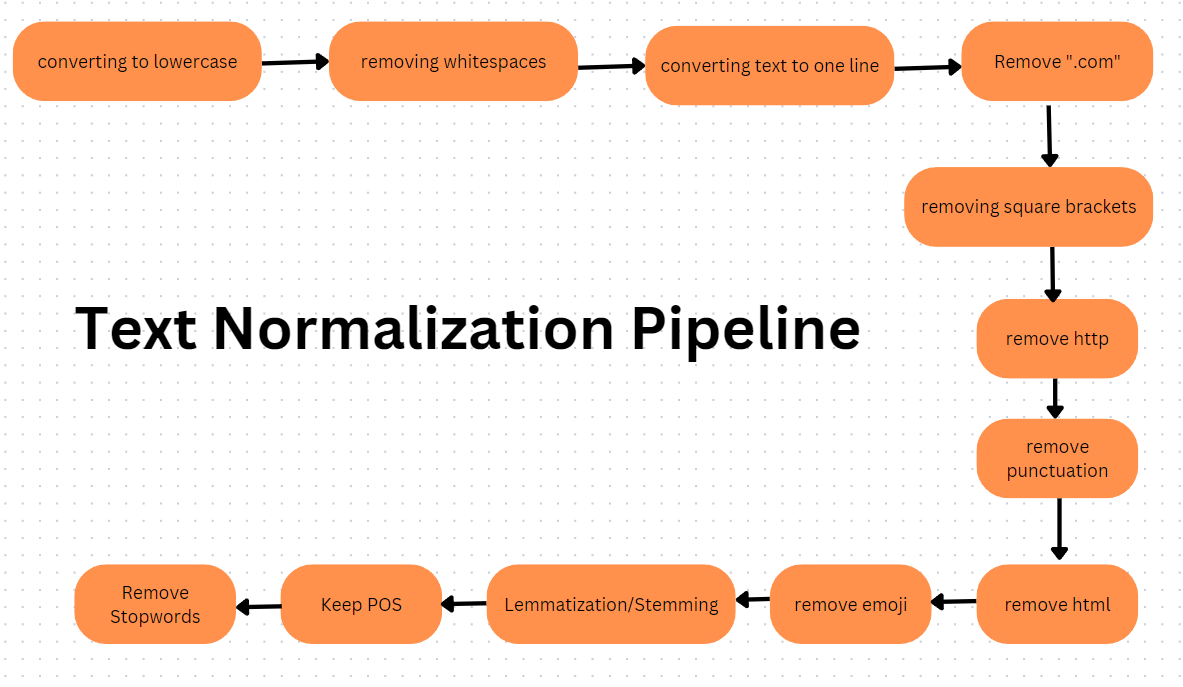 converting to lowercase
removing whitespaces
converting text to one line
Remove ".com"
removing square brackets
Text Normalization Pipeline
remove http
remove
punctuation
remove html
remove emoji
Lemmatization/Stemming
Keep POS
Remove
Stopwords